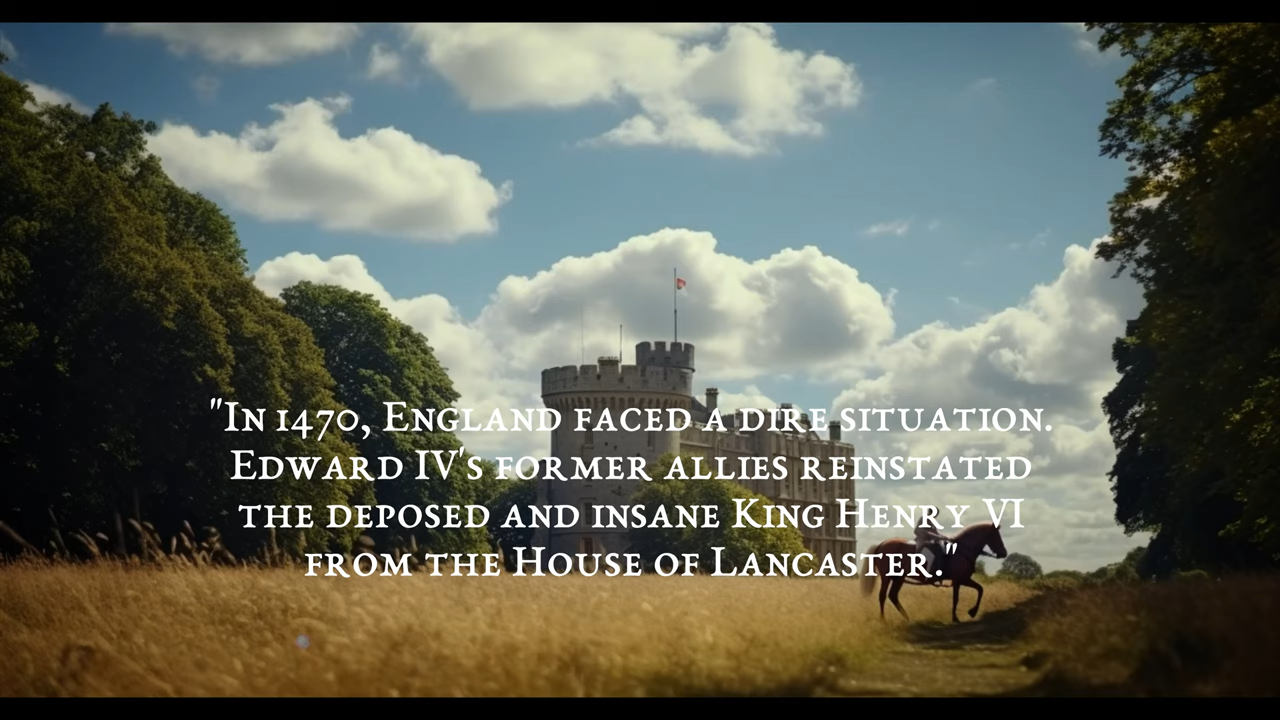 "In 1470, England faced a dire situation.
Edward IV's former allies reinstated
the deposed and insane King Henry VI
from the House of Lancaster."